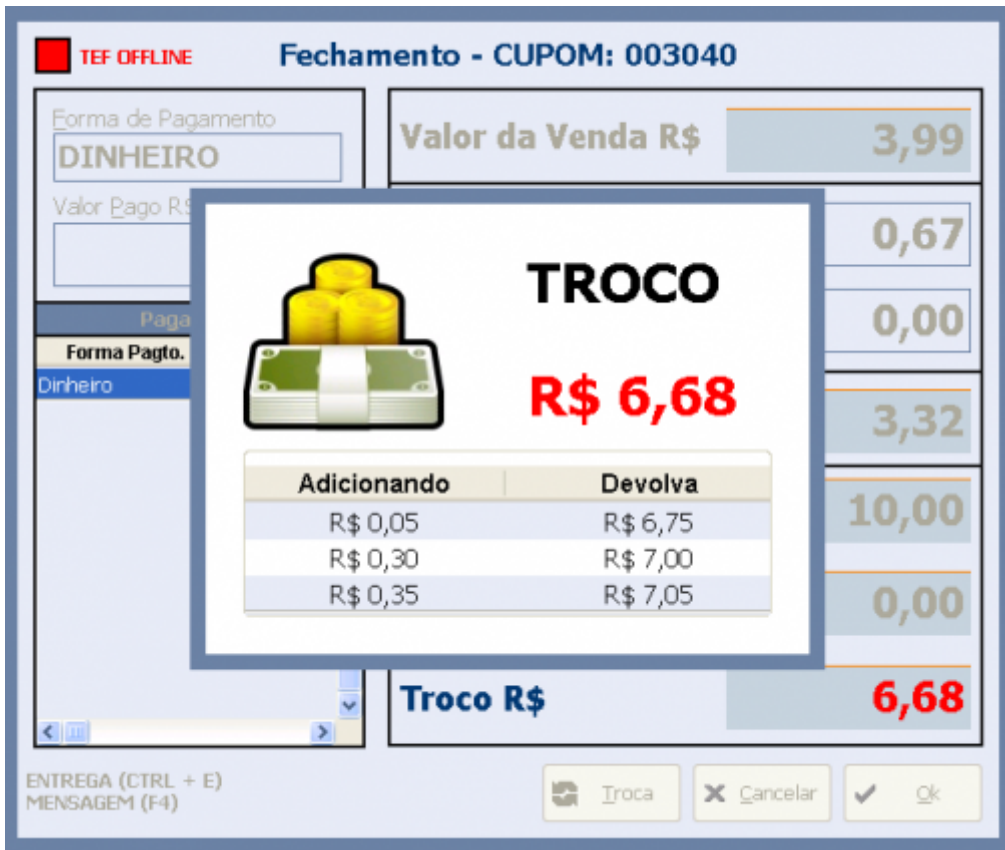 TEF OFFLINE
Fechamento - CUPOM: 003040
Forma de Pagamento
DINHEIRO
Valor Pago R$
Valor da Venda R$ 3,99
0,67
0,00
3,32
10,00
0,00
Troco R$ 6,68
Paga
Forma Pagto.
Dinheiro
TROCO
R$ 6,68
Adicionando Devolva
R$ 0,05 R$ 6,75
R$ 0,30 R$ 7,00
R$ 0,35 R$ 7,05
ENTREGA (CTRL + E)
MENSAGEM (F4)
Troca Cancelar Ok